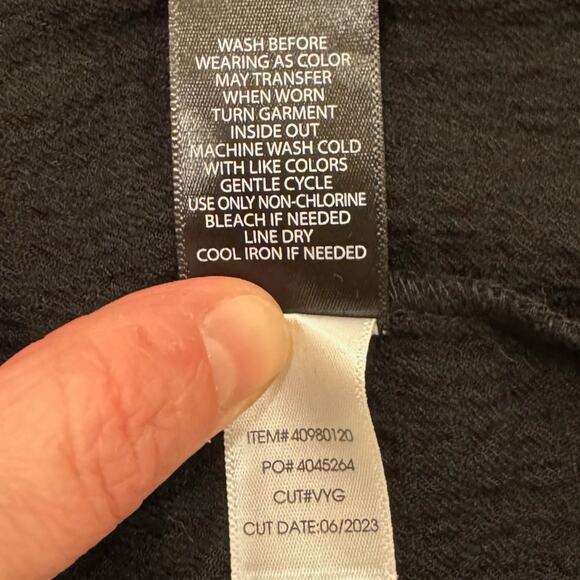 WASH BEFORE
WEARING AS COLOR
MAY TRANSFER
WHEN WORN
TURN GARMENT
INSIDE OUT
MACHINE WASH COLD
WITH LIKE COLORS
GENTLE CYCLE
USE ONLY NON-CHLORINE
BLEACH IF NEEDED
LINE DRY
COOL IRON IF NEEDED
ITEM# 40980120
PO# 4045264
CUT#VYG
CUT DATE:06/2023